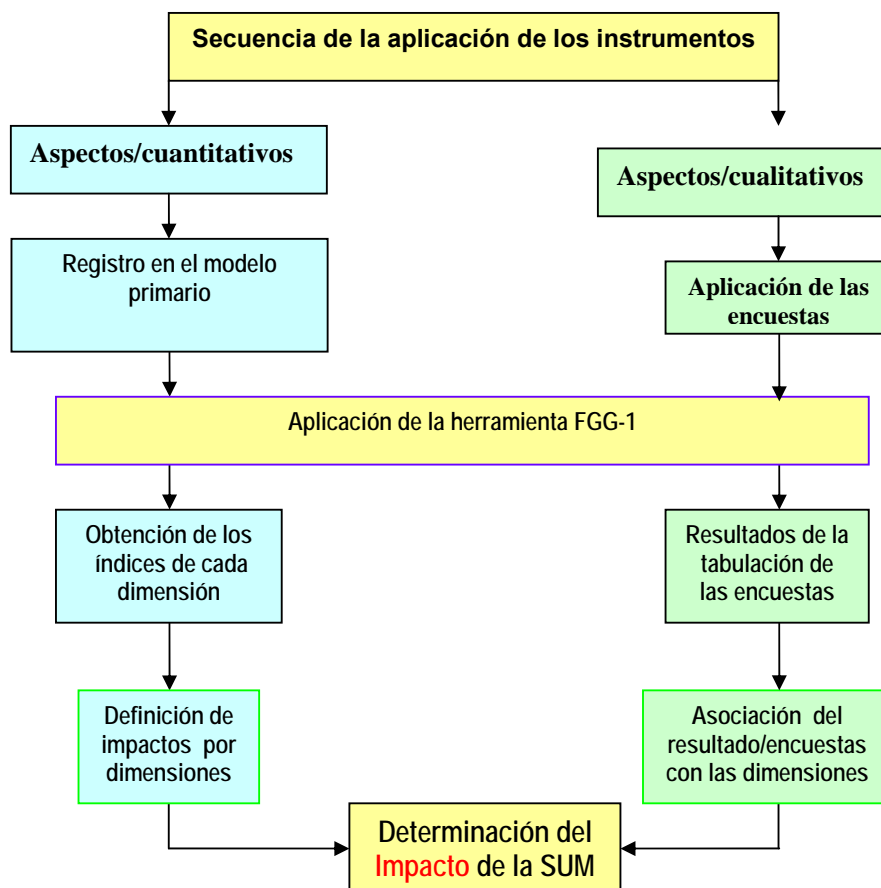 Secuencia de la aplicación de los instrumentos
Aspectos/cuantitativos
Aspectos/cualitativos
Registro en el modelo
primario
Aplicación de las
encuestas
Aplicación de la herramienta FGG-1
Obtención de los
índices de cada
dimensión
Resultados de la
tabulación de
las encuestas
Definición de
impactos por
dimensiones
Asociación del
resultado/encuestas
con las dimensiones
Determinación del
Impacto de la SUM